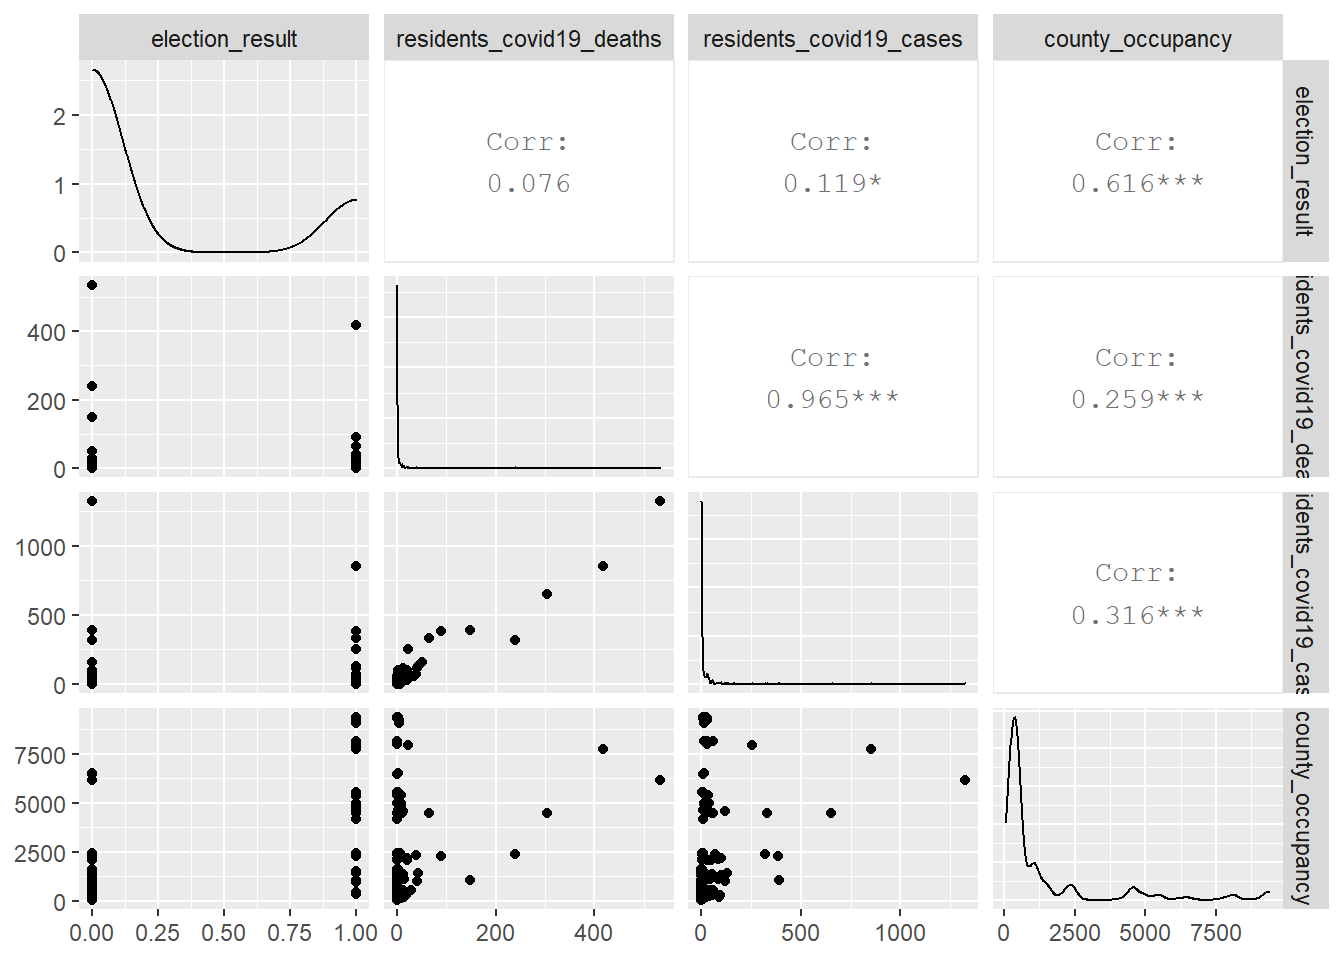 election_result residents_covid19_deaths residents_covid19_cases county_occupancy
2
1
0
Corr:
0.076
Corr:
0.119*
Corr:
0.616***
election_result
400
200
0
Corr:
0.965***
Corr:
0.259***
idents_covid19_dea
1000
500
0
Corr:
0.316***
idents_covid19_cas
7500
5000
2500
0
county_occupancy
0.00 0.25 0.50 0.75 1.00 0 200 400 0 500 1000 0 2500 5000 7500